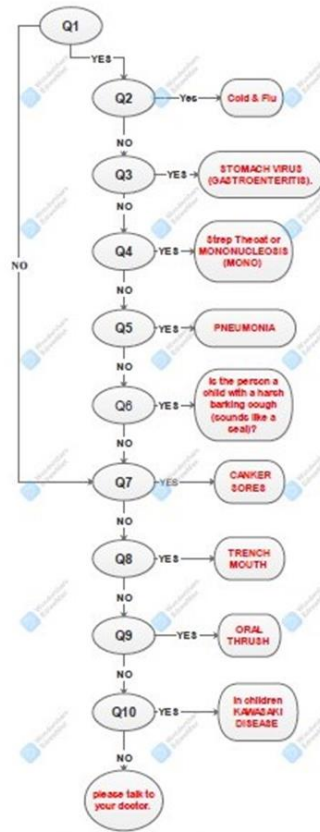 Q1
YES
Q2
Yes
Cold & Flu
NO
Q3
YES
STOMACH VIRUS
(GASTROENTERITIS).
NO
Q4
YES
Strep Theoat or
MONONUCLEOSIS
(MONO)
NO
NO
Q5
YES
PNEUMONIA
NO
Q6
YES
Is the person a
child with a harsh
barking cough
(sounds like a
seal)?
NO
Q7
YES
CANKER
SORES
NO
Q8
YES
TRENCH
MOUTH
NO
Q9
YES
ORAL
THRUSH
NO
Q10
YES
In children
KAWASAKI
DISEASE
NO
please talk to
your doctor.